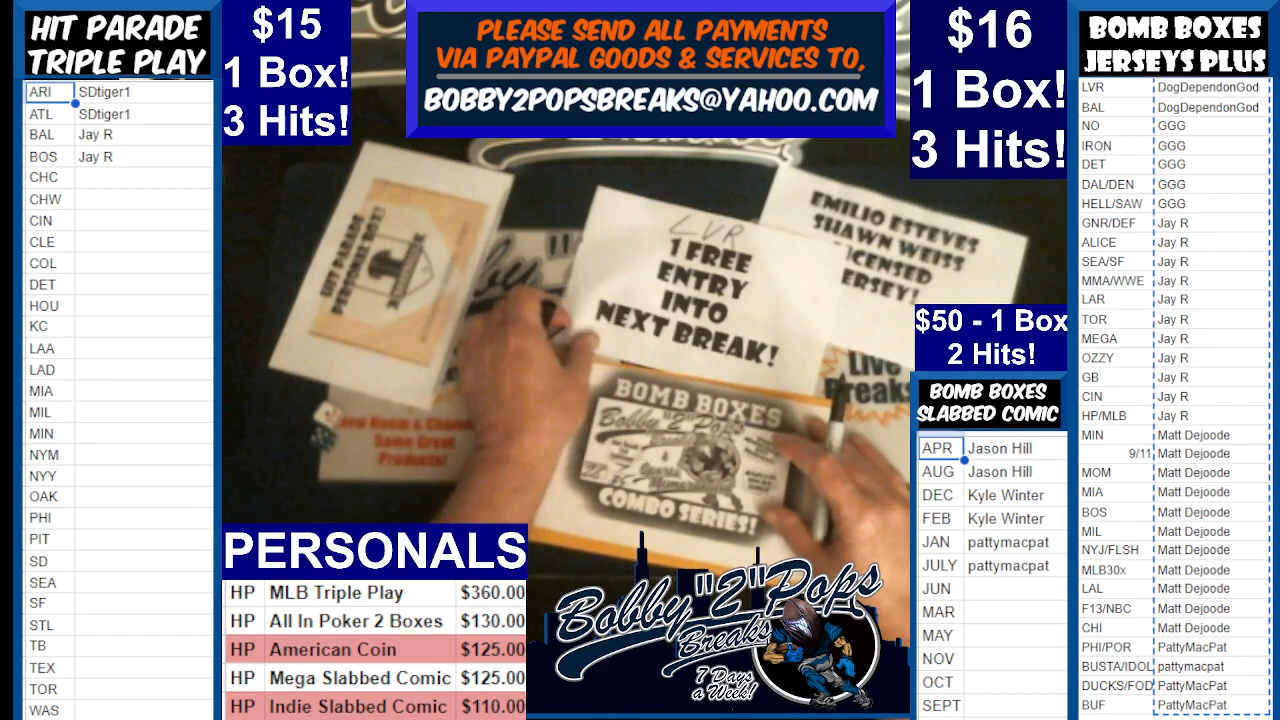 HIT PARADE
TRIPLE PLAY
ARI SDtiger1
ATL SDtiger1
BAL Jay R
BOS Jay R
CHC
CHW
CIN
CLE
COL
DET
HOU
KC
LAA
LAD
MIA
MIL
MIN
NYM
NYY
OAK
PHI
PIT
SD
SEA
SF
STL
TB
TEX
TOR
WAS
$15
1 Box!
3 Hits!
PLEASE SEND ALL PAYMENTS
VIA PAYPAL GOODS & SERVICES TO,
BOBBY2POPSBREAKS@YAHOO.COM
HIT PARADE
LVR
1 FREE
ENTRY
INTO
NEXT BREAK!
EMILIO ESTEVES
SHAWN WEISS
ICENSED
ERSEY!
Live
Breaks
Same Great
Products!
BOMB BOXES
Bobby "2" Pops
COMBO SERIES!
PERSONALS
HP MLB Triple Play $360.00
HP All In Poker 2 Boxes $130.00
HP American Coin $125.00
HP Mega Slabbed Comic $125.00
HP Indie Slabbed Comic $110.00
Bobby "2" Pops
Breaks
7 Days
a Week!
$16
1 Box!
3 Hits!
$50 - 1 Box
2 Hits!
BOMB BOXES
SLABBED COMIC
APR Jason Hill
AUG Jason Hill
DEC Kyle Winter
FEB Kyle Winter
JAN pattymacpat
JULY pattymacpat
JUN
MAR
MAY
NOV
OCT
SEPT
BOMB BOXES
JERSEYS PLUS
LVR DogDependonGod
BAL DogDependonGod
NO GGG
IRON GGG
DET GGG
DAL/DEN GGG
HELL/SAW GGG
GNR/DEF Jay R
ALICE Jay R
SEA/SF Jay R
MMA/WWE Jay R
LAR Jay R
TOR Jay R
MEGA Jay R
OZZY Jay R
GB Jay R
CIN Jay R
HP/MLB Jay R
MIN Matt Dejoode
9/11 Matt Dejoode
MOM Matt Dejoode
MIA Matt Dejoode
BOS Matt Dejoode
MIL Matt Dejoode
NYJ/FLSH Matt Dejoode
MLB30x Matt Dejoode
LAL Matt Dejoode
F13/NBC Matt Dejoode
CHI Matt Dejoode
PHI/POR PattyMacPat
BUSTA/IDOL pattymacpat
DUCKS/FOD PattyMacPat
BUF PattyMacPat